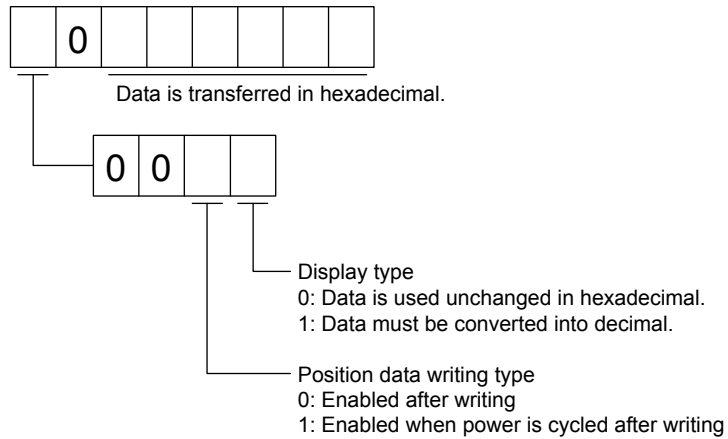 0
Data is transferred in hexadecimal.
0 0
Display type
0: Data is used unchanged in hexadecimal.
1: Data must be converted into decimal.
Position data writing type
0: Enabled after writing
1: Enabled when power is cycled after writing